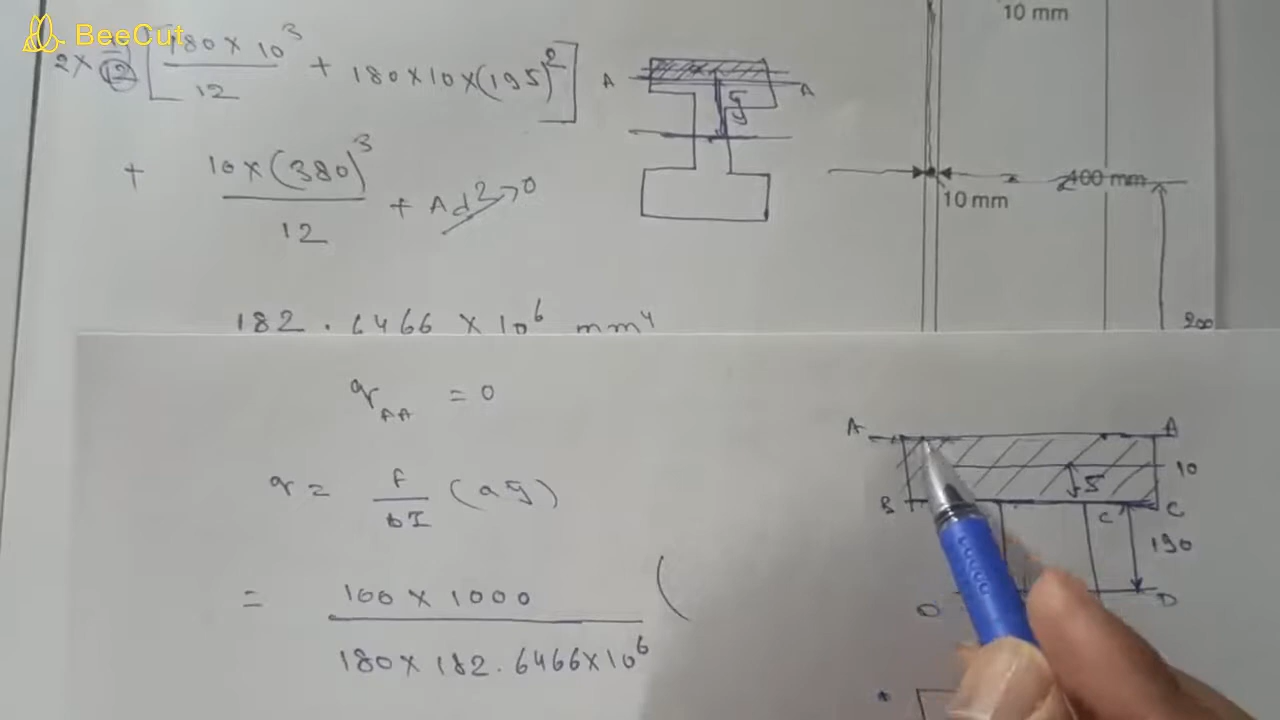 BeeCut
10 mm
2 × [ 180 × 10³ / 12 + 180 × 10 × (195)² ]
A A
ȳ
+ 10 × (380)³ / 12 + Ad² → 0
400 mm
10 mm
200
182.6466 × 10⁶ mm⁴
q_AA = 0
A A
10
5
B C' C
190
D D
q = F / bI (aȳ)
= 100 × 1000 / 180 × 182.6466 × 10⁶ (